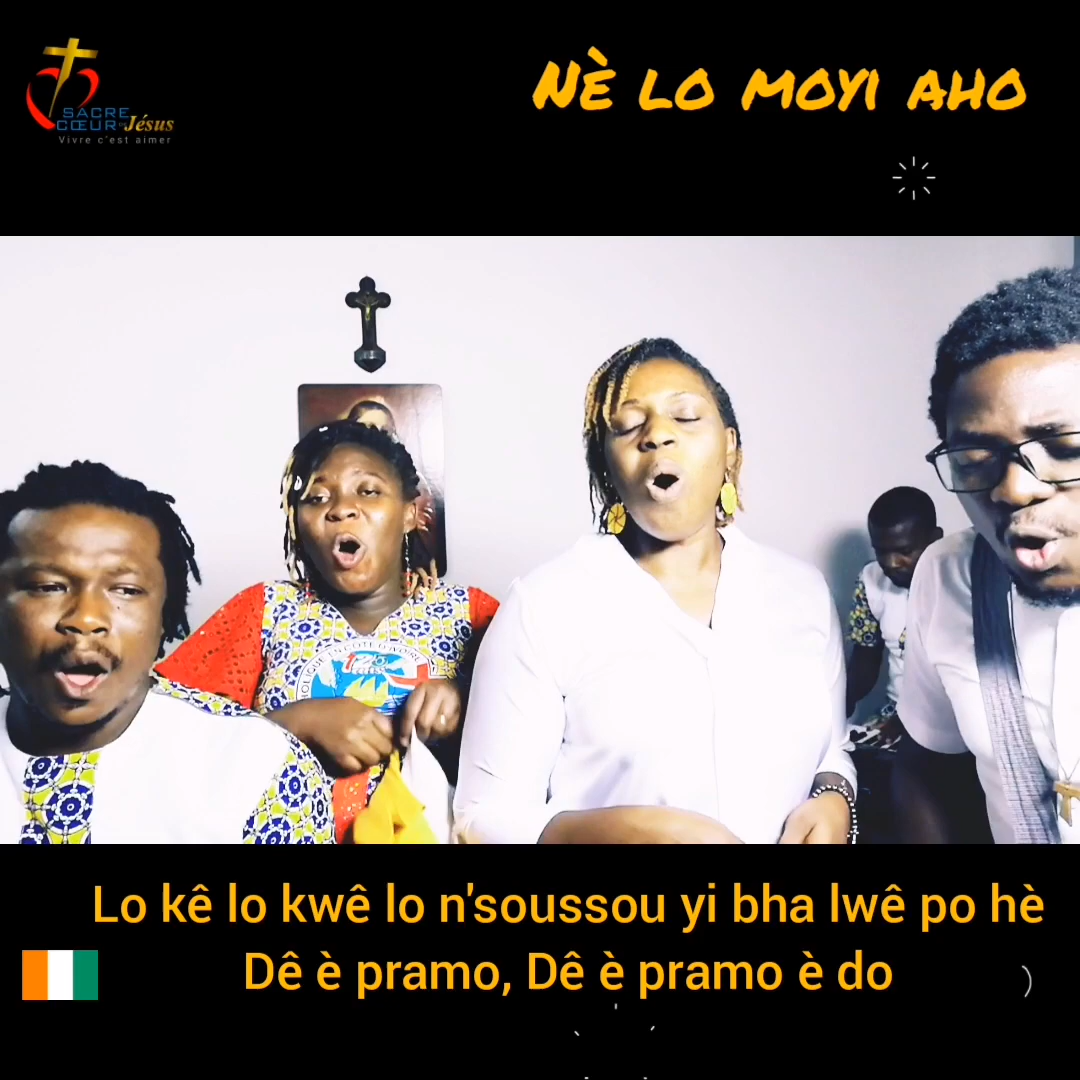 SACRE
CŒUR DE Jésus
Vivre c'est aimer
Nè lo moyi aho
Lo kê lo kwê lo n'soussou yi bha lwê po hè
Dê è pramo, Dê è pramo è do